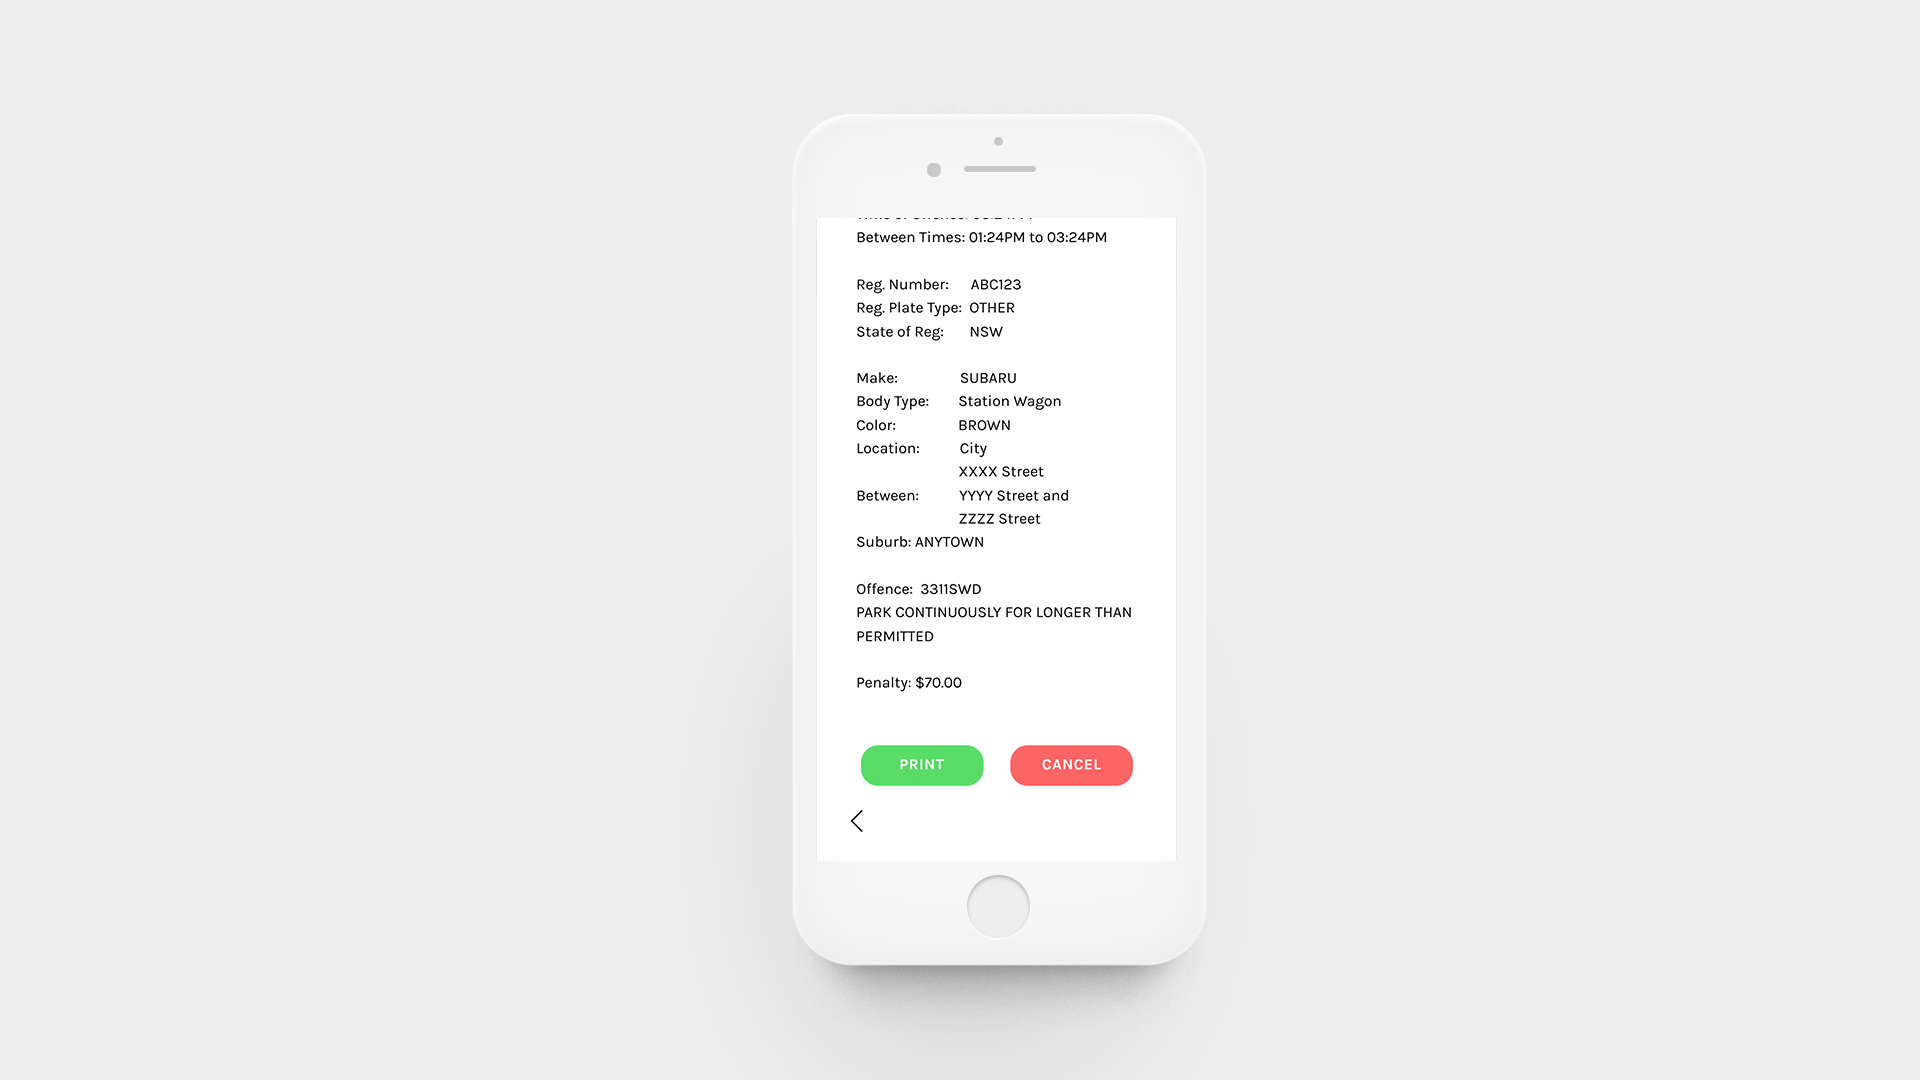 Between Times: 01:24PM to 03:24PM
Reg. Number: ABC123
Reg. Plate Type: OTHER
State of Reg: NSW
Make: SUBARU
Body Type: Station Wagon
Color: BROWN
Location: City
XXXX Street
Between: YYYY Street and
ZZZZ Street
Suburb: ANYTOWN
Offence: 3311SWD
PARK CONTINUOUSLY FOR LONGER THAN
PERMITTED
Penalty: $70.00
PRINT CANCEL